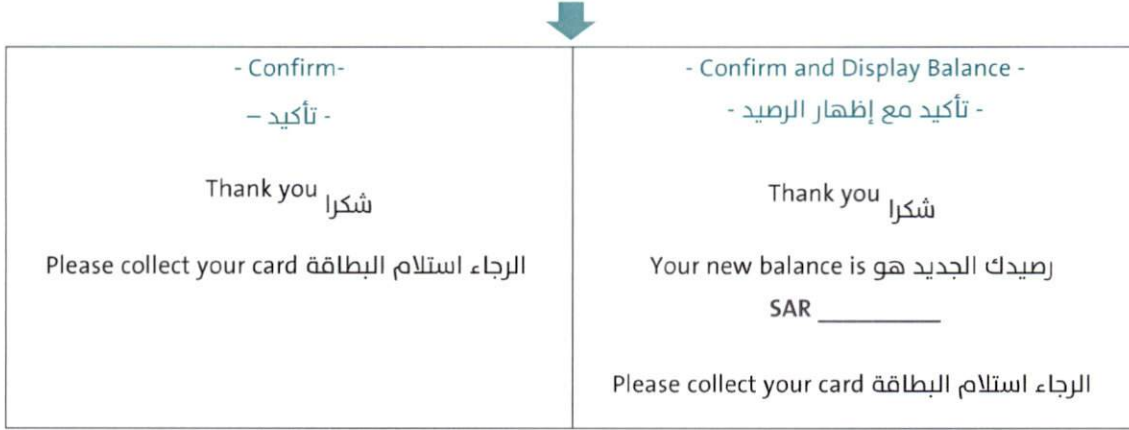 - Confirm-
- تأكيد –
Thank you شكرا
Please collect your card الرجاء استلام البطاقة
- Confirm and Display Balance -
- تأكيد مع إظهار الرصيد -
Thank you شكرا
Your new balance is رصيدك الجديد هو
SAR __________
Please collect your card الرجاء استلام البطاقة